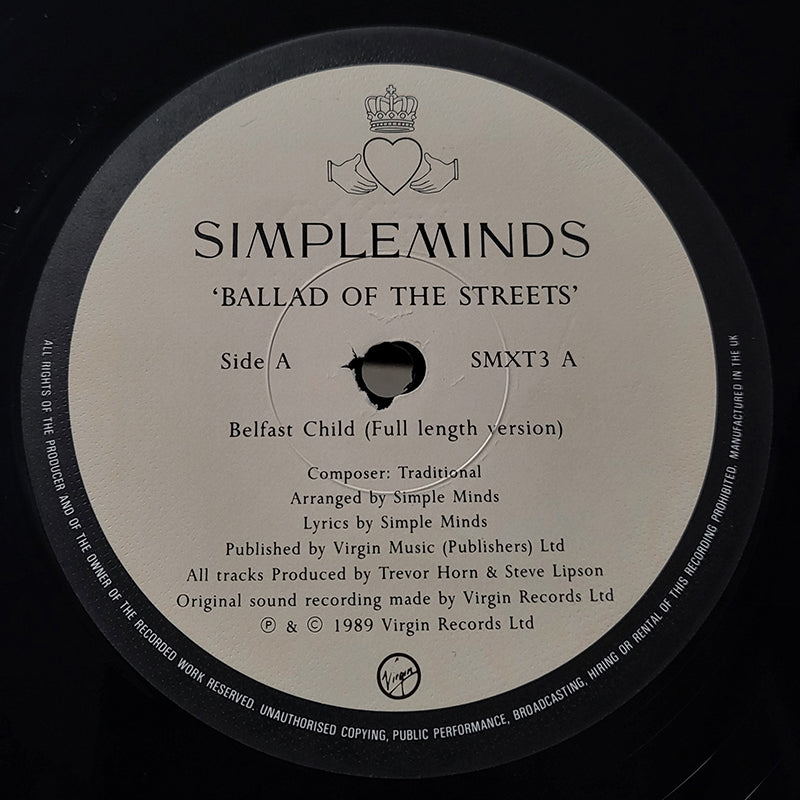 SIMPLE MINDS
‘BALLAD OF THE STREETS’
Side A
SMXT3 A
Belfast Child (Full length version)
Composer: Traditional
Arranged by Simple Minds
Lyrics by Simple Minds
Published by Virgin Music (Publishers) Ltd
All tracks Produced by Trevor Horn & Steve Lipson
Original sound recording made by Virgin Records Ltd
℗ & © 1989 Virgin Records Ltd
Virgin
ALL RIGHTS OF THE PRODUCER AND OF THE OWNER OF THE RECORDED WORK RESERVED. UNAUTHORISED COPYING, PUBLIC PERFORMANCE, BROADCASTING, HIRING OR RENTAL OF THIS RECORDING PROHIBITED. MANUFACTURED IN THE UK